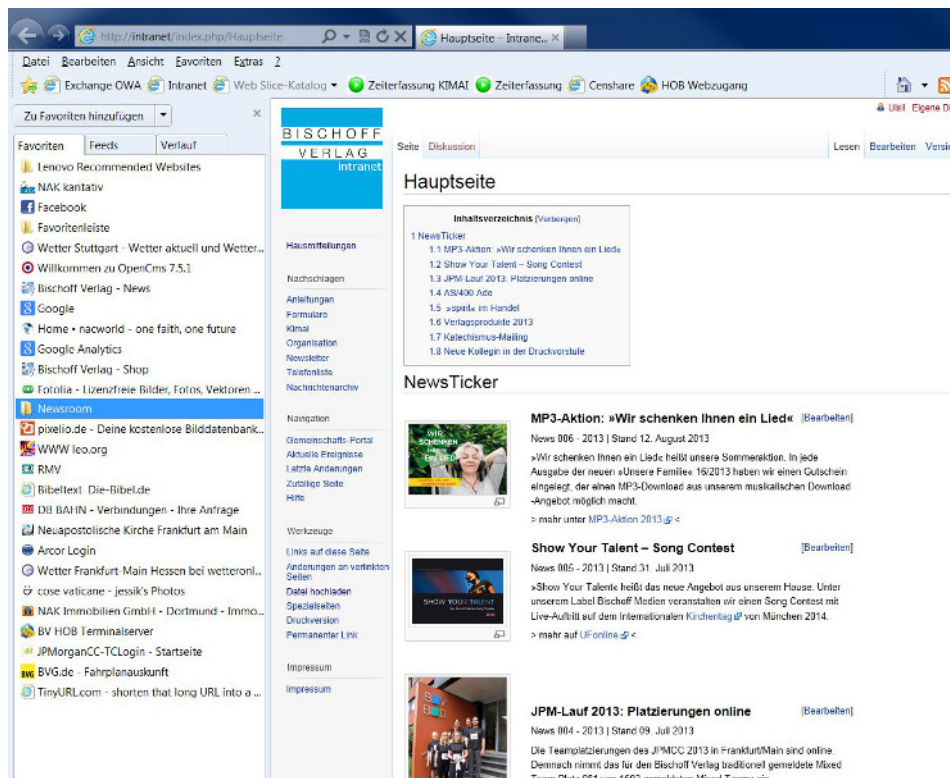 http://intranet/index.php/Hauptseite
Hauptseite – Intrane...
Datei Bearbeiten Ansicht Favoriten Extras ?
Exchange OWA Intranet Web Slice-Katalog Zeiterfassung KIMAI Zeiterfassung Censhare HOB Webzugang
Zu Favoriten hinzufügen
Favoriten Feeds Verlauf
Lenovo Recommended Websites
NAK kantativ
Facebook
Favoritenleiste
Wetter Stuttgart - Wetter aktuell und Wetter...
Willkommen zu OpenCms 7.5.1
Bischoff Verlag - News
Google
Home • nacworld - one faith, one future
Google Analytics
Bischoff Verlag - Shop
Fotolia - Lizenzfreie Bilder, Fotos, Vektoren ...
Newsroom
pixelio.de - Deine kostenlose Bilddatenbank...
WWW leo.org
RMV
Bibeltext Die-Bibel.de
DB BAHN - Verbindungen - Ihre Anfrage
Neuapostolische Kirche Frankfurt am Main
Arcor Login
Wetter Frankfurt-Main Hessen bei wetteronl...
cose vaticane - jessik's Photos
NAK Immobilien GmbH - Dortmund - Immo...
BV HOB Terminalserver
JPMorganCC-TCLogin - Startseite
BVG.de - Fahrplanauskunft
TinyURL.com - shorten that long URL into a ...
BISCHOFF
VERLAG
intranet
Hausmitteilungen
Nachschlagen
Anleitungen
Formulare
Kimai
Organisation
Newsletter
Telefonliste
Nachrichtenarchiv
Navigation
Gemeinschafts-Portal
Aktuelle Ereignisse
Letzte Änderungen
Zufällige Seite
Hilfe
Werkzeuge
Links auf diese Seite
Änderungen an verlinkten
Seiten
Datei hochladen
Spezialseiten
Druckversion
Permanenter Link
Impressum
Impressum
Eigene
Seite Diskussion
Lesen Bearbeiten
Hauptseite
Inhaltsverzeichnis [Verbergen]
1 NewsTicker
1.1 MP3-Aktion: »Wir schenken Ihnen ein Lied«
1.2 Show Your Talent – Song Contest
1.3 JPM-Lauf 2013: Platzierungen online
1.4 AS/400 Ade
1.5 »spirit« im Handel
1.6 Verlagsprodukte 2013
1.7 Katechismus-Mailing
1.8 Neue Kollegin in der Druckvorstufe
NewsTicker
WIR
SCHENKEN
IHNEN
EIN LIED
MP3-Aktion: »Wir schenken Ihnen ein Lied« [Bearbeiten]
News 006 - 2013 | Stand 12. August 2013
»Wir schenken Ihnen ein Lied« heißt unsere Sommeraktion. In jede
Ausgabe der neuen »Unsere Familie« 16/2013 haben wir einen Gutschein
eingelegt, der einen MP3-Download aus unserem musikalischen Download
-Angebot möglich macht.
> mehr unter MP3-Aktion 2013 <
SHOW YOUR TALENT
Show Your Talent – Song Contest [Bearbeiten]
News 005 - 2013 | Stand 31. Juli 2013
»Show Your Talent« heißt das neue Angebot aus unserem Hause. Unter
unserem Label Bischoff Medien veranstalten wir einen Song Contest mit
Live-Auftritt auf dem Internationalen Kirchentag von München 2014.
> mehr auf UFonline <
JPM-Lauf 2013: Platzierungen online [Bearbeiten]
News 004 - 2013 | Stand 09. Juli 2013
Die Teamplatzierungen des JPMCC 2013 in Frankfurt/Main sind online.
Demnach nimmt das für den Bischoff Verlag traditionell gemeldete Mixed